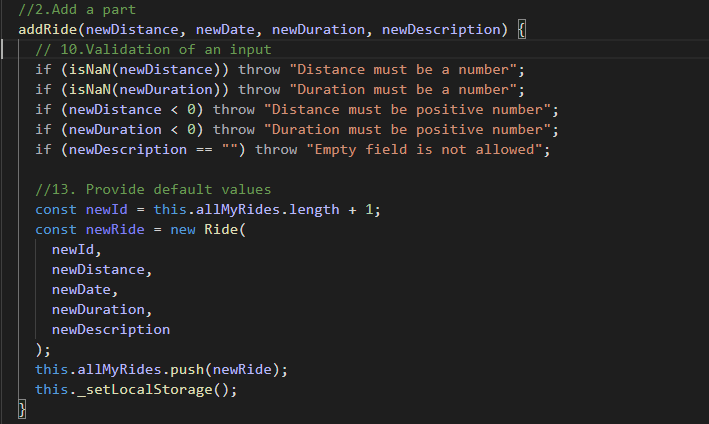 //2.Add a part
addRide(newDistance, newDate, newDuration, newDescription) {
// 10.Validation of an input
if (isNaN(newDistance)) throw "Distance must be a number";
if (isNaN(newDuration)) throw "Duration must be a number";
if (newDistance < 0) throw "Distance must be positive number";
if (newDuration < 0) throw "Duration must be positive number";
if (newDescription == "") throw "Empty field is not allowed";
//13. Provide default values
const newId = this.allMyRides.length + 1;
const newRide = new Ride(
newId,
newDistance,
newDate,
newDuration,
newDescription
);
this.allMyRides.push(newRide);
this._setLocalStorage();
}